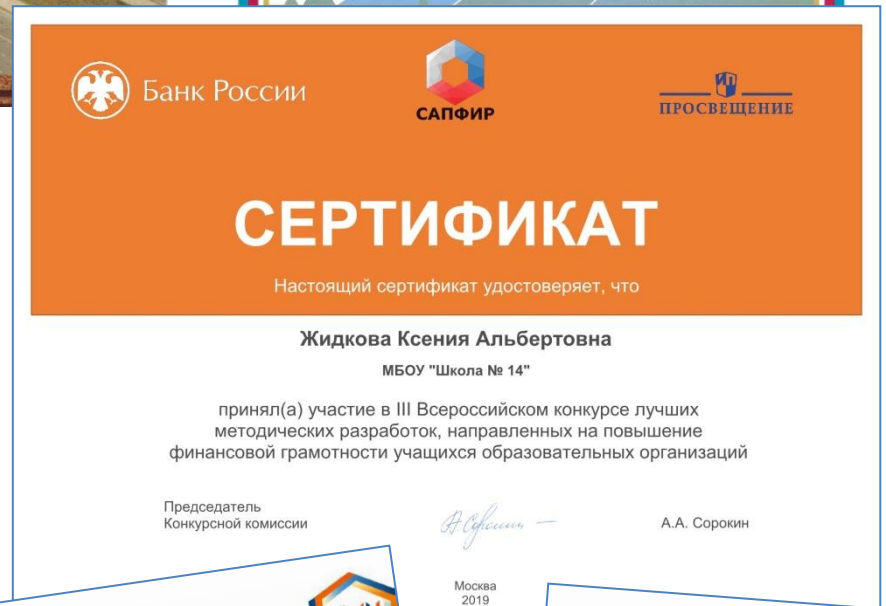 Банк России
САПФИР
ПРОСВЕЩЕНИЕ
СЕРТИФИКАТ
Настоящий сертификат удостоверяет, что
Жидкова Ксения Альбертовна
МБОУ "Школа № 14"
принял(а) участие в III Всероссийском конкурсе лучших
методических разработок, направленных на повышение
финансовой грамотности учащихся образовательных организаций
Председатель
Конкурсной комиссии
А.А. Сорокин
Москва
2019